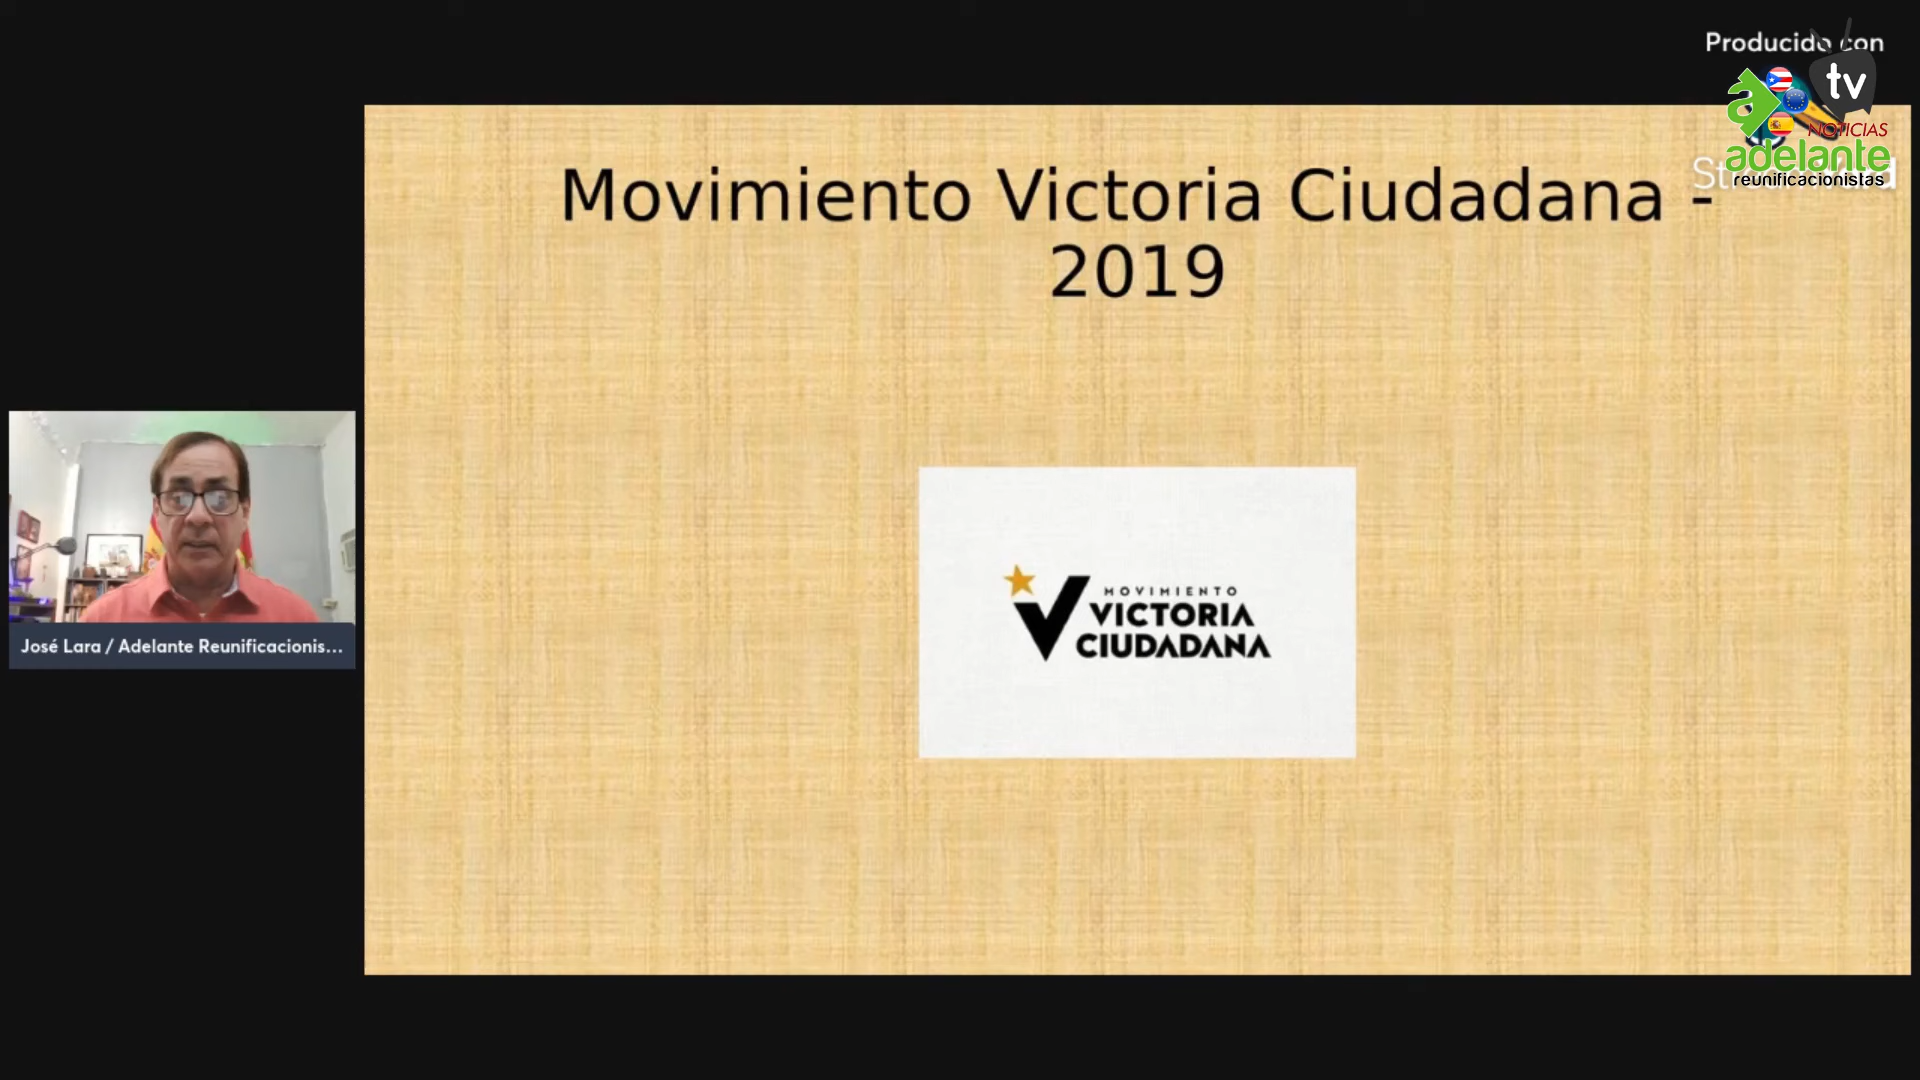 Producido con
tv
a
NOTICIAS
adelante
reunificacionistas
Movimiento Victoria Ciudadana -
2019
MOVIMIENTO
VICTORIA
CIUDADANA
José Lara / Adelante Reunificacionis...